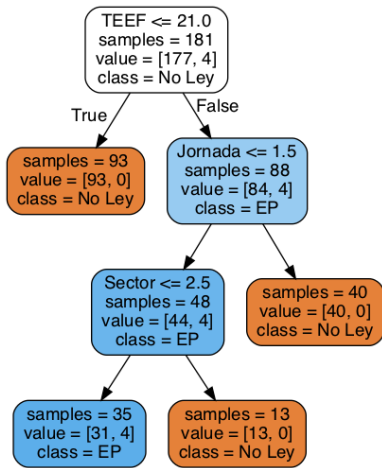 TEEF <= 21.0
samples = 181
value = [177, 4]
class = No Ley
True
False
samples = 93
value = [93, 0]
class = No Ley
Jornada <= 1.5
samples = 88
value = [84, 4]
class = EP
Sector <= 2.5
samples = 48
value = [44, 4]
class = EP
samples = 40
value = [40, 0]
class = No Ley
samples = 35
value = [31, 4]
class = EP
samples = 13
value = [13, 0]
class = No Ley